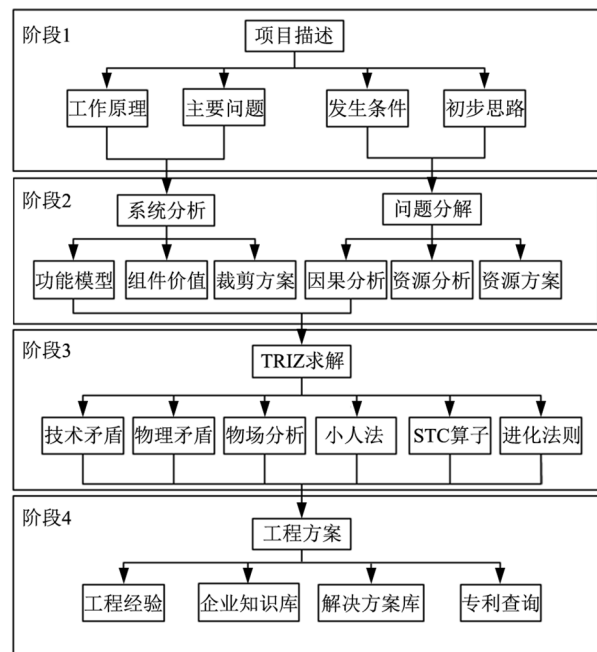 阶段1
项目描述
工作原理
主要问题
发生条件
初步思路
阶段2
系统分析
问题分解
功能模型
组件价值
裁剪方案
因果分析
资源分析
资源方案
阶段3
TRIZ求解
技术矛盾
物理矛盾
物场分析
小人法
STC算子
进化法则
阶段4
工程方案
工程经验
企业知识库
解决方案库
专利查询